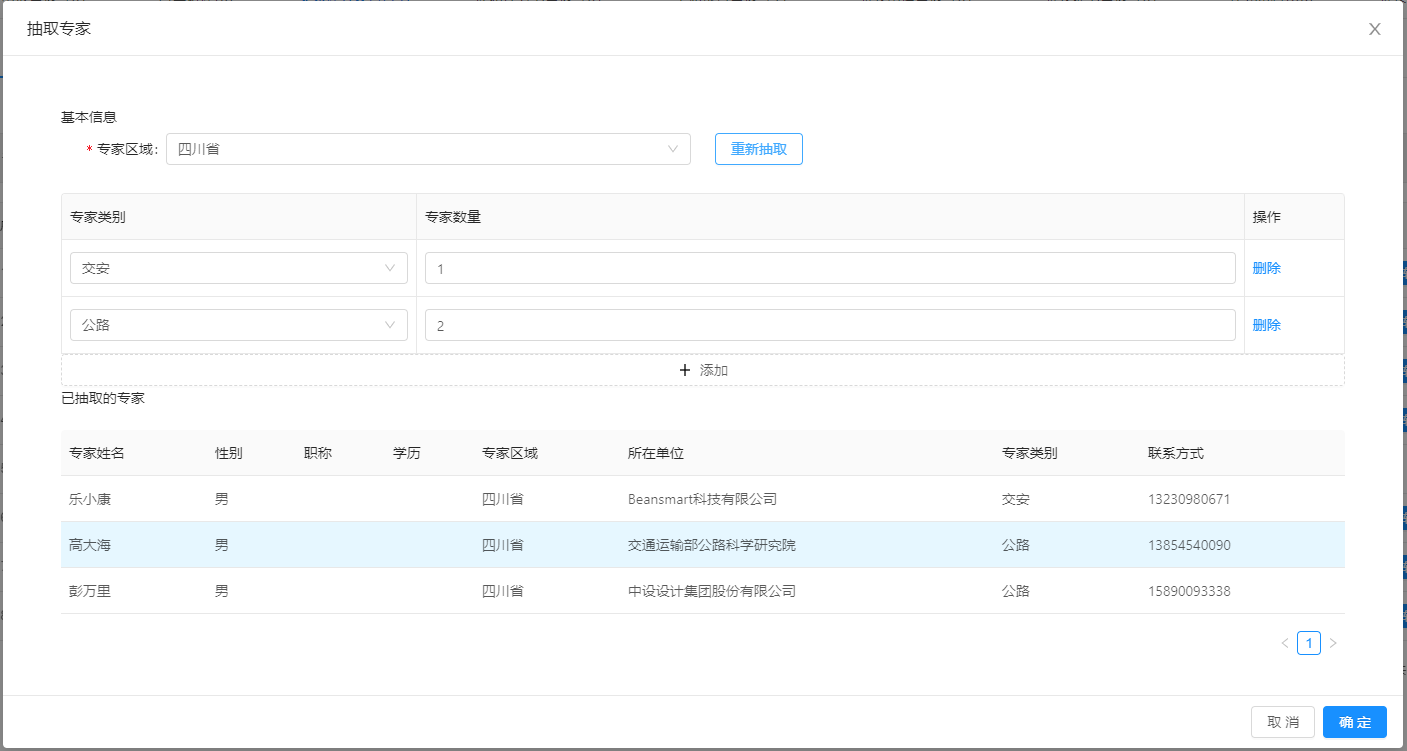 抽取专家
基本信息
* 专家区域: 四川省 重新抽取
专家类别 专家数量 操作
交安 1 删除
公路 2 删除
添加
已抽取的专家
专家姓名 性别 职称 学历 专家区域 所在单位 专家类别 联系方式
乐小康 男 四川省 Beansmart科技有限公司 交安 13230980671
高大海 男 四川省 交通运输部公路科学研究院 公路 13854540090
彭万里 男 四川省 中设设计集团股份有限公司 公路 15890093338
< 1 >
取 消 确 定